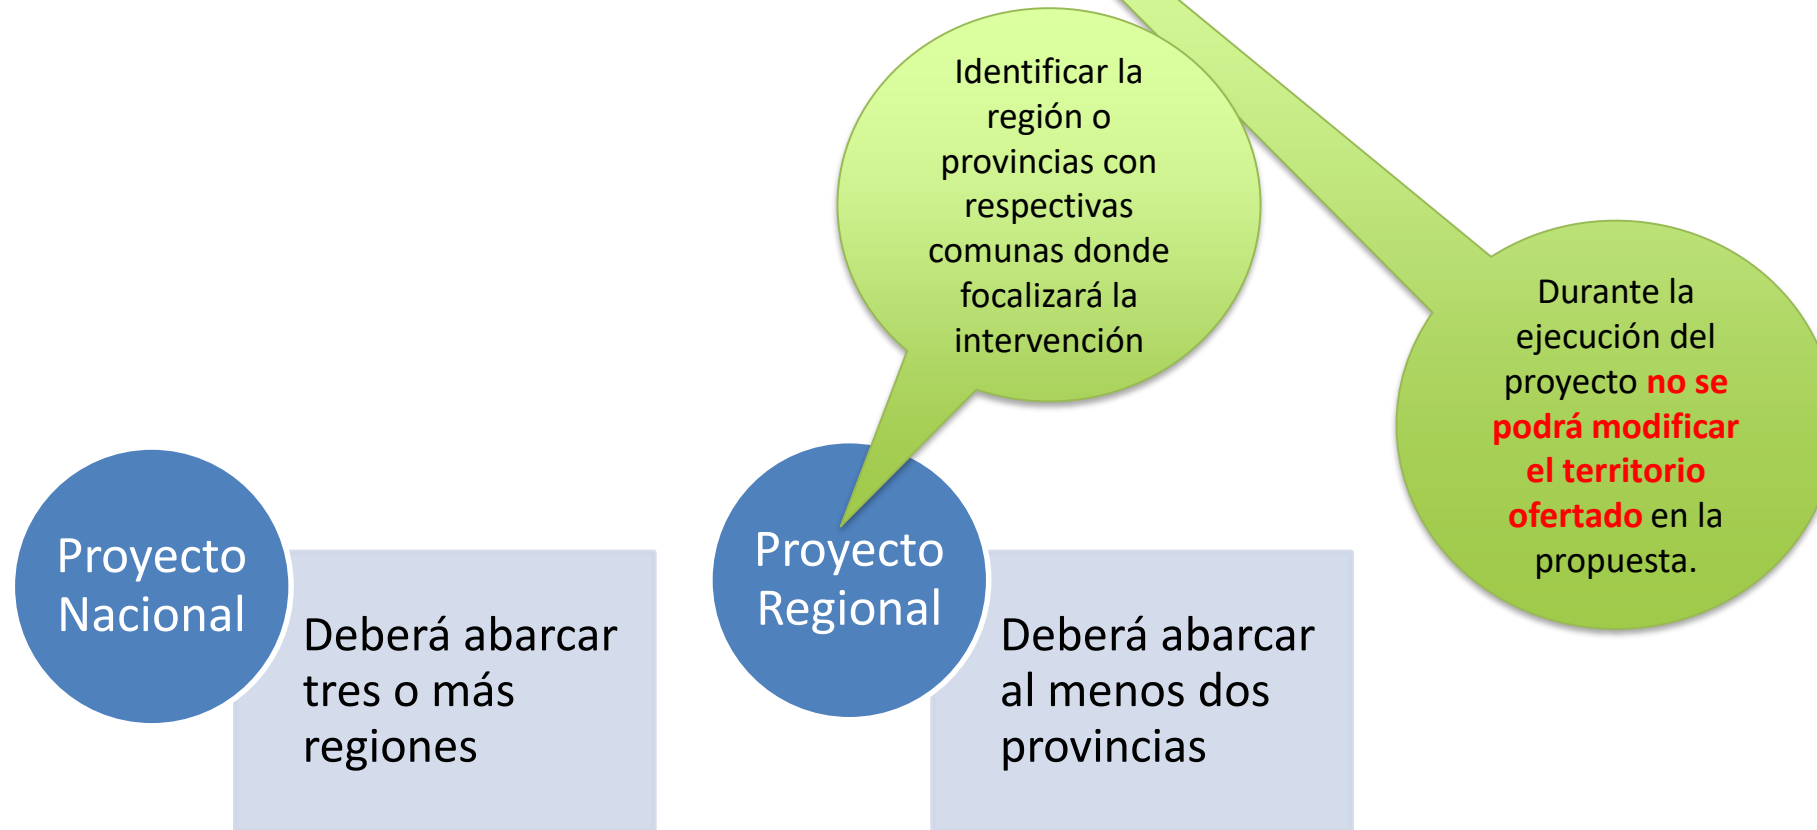 Identificar la
región o
provincias con
respectivas
comunas donde
focalizará la
intervención
Durante la
ejecución del
proyecto no se
podrá modificar
el territorio
ofertado en la
propuesta.
Proyecto
Nacional
Deberá abarcar
tres o más
regiones
Proyecto
Regional
Deberá abarcar
al menos dos
provincias